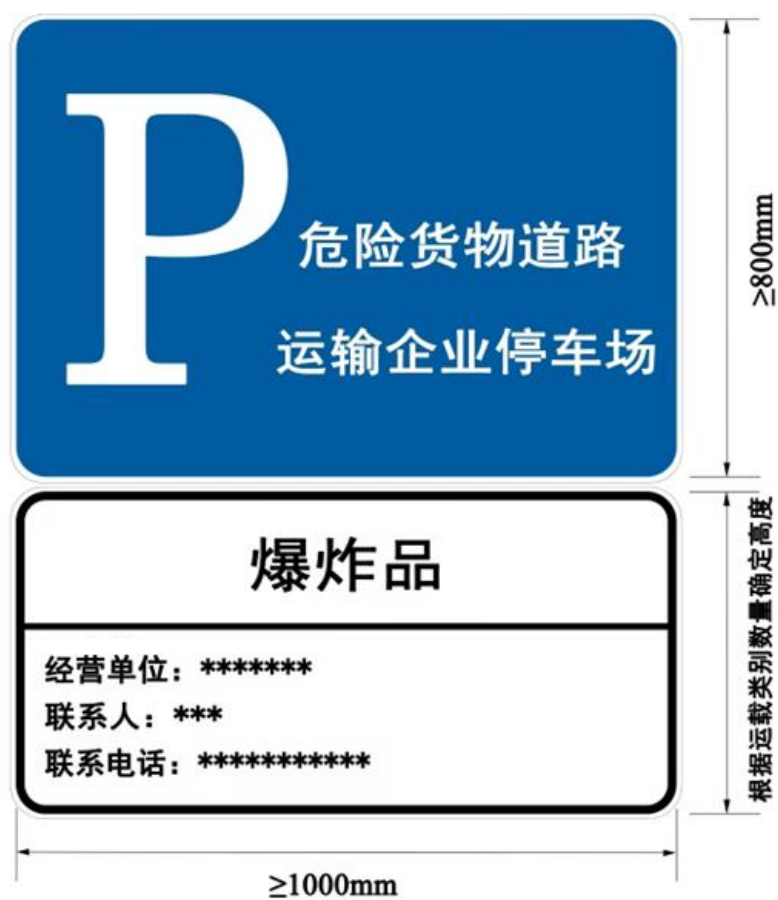 P
危险货物道路
运输企业停车场
≥800mm
爆炸品
经营单位：*******
联系人：***
联系电话：***********
根据运载类别数量确定高度
≥1000mm